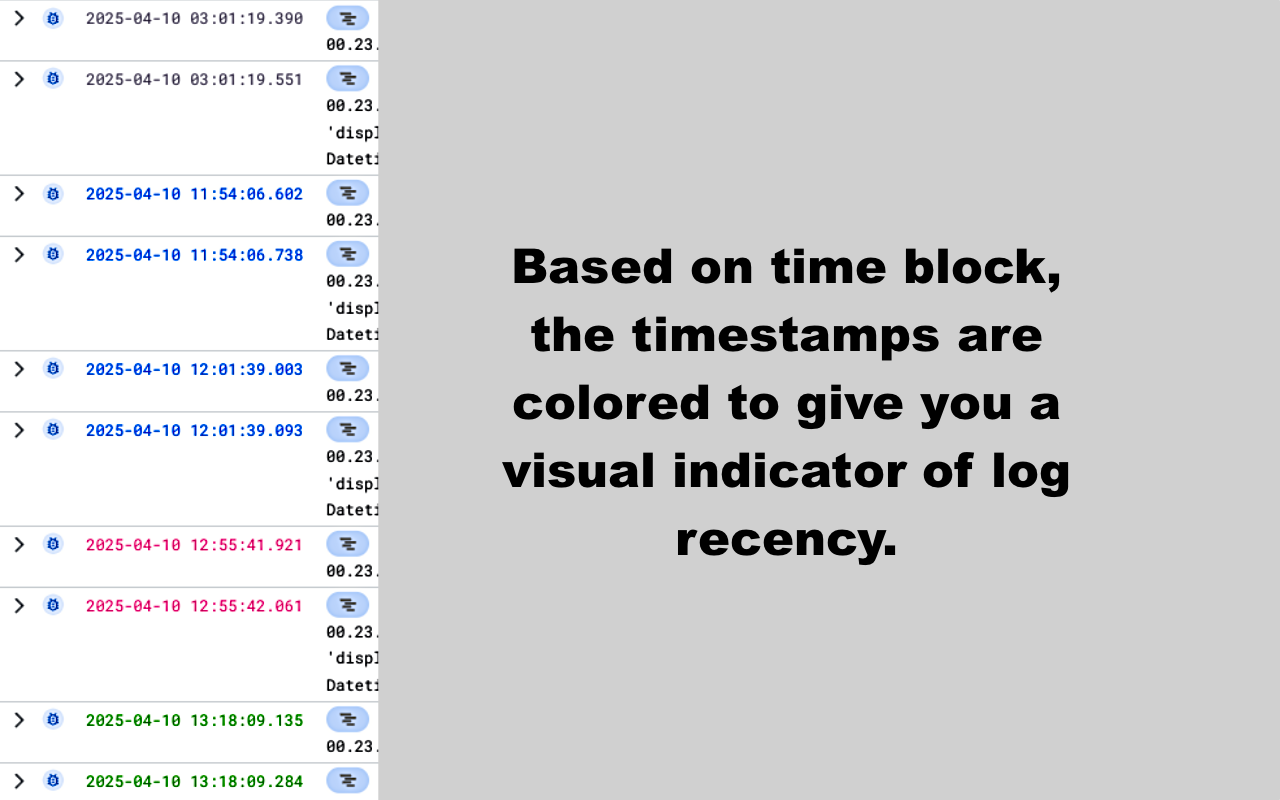 2025-04-10 03:01:19.390
00.23.
2025-04-10 03:01:19.551
00.23.
'displ
Dateti
2025-04-10 11:54:06.602
00.23.
2025-04-10 11:54:06.738
00.23.
'displ
Dateti
2025-04-10 12:01:39.003
00.23.
2025-04-10 12:01:39.093
00.23.
'displ
Dateti
2025-04-10 12:55:41.921
00.23.
2025-04-10 12:55:42.061
00.23.
'displ
Dateti
2025-04-10 13:18:09.135
00.23.
2025-04-10 13:18:09.284
Based on time block,
the timestamps are
colored to give you a
visual indicator of log
recency.